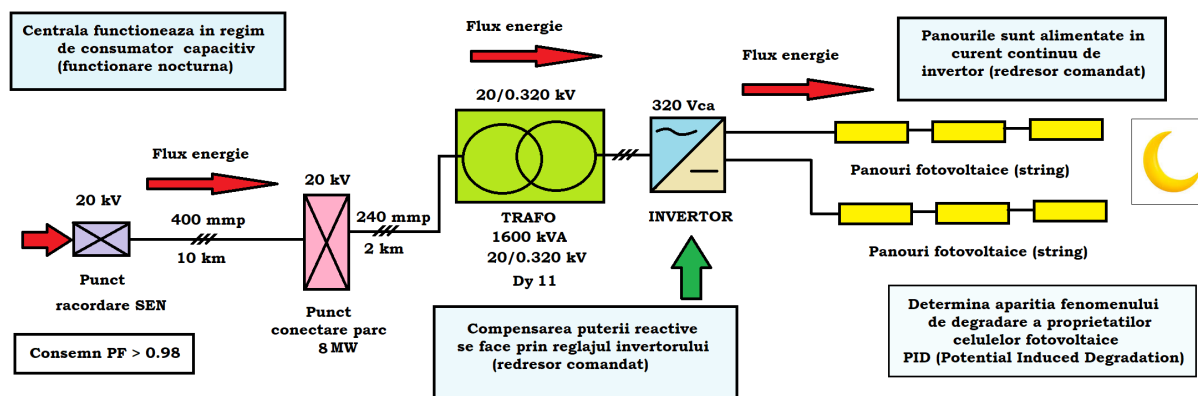 Centrala functioneaza in regim
de consumator capacitiv
(functionare nocturna)
Flux energie
Flux energie
Panourile sunt alimentate in
curent continuu de
invertor (redresor comandat)
20/0.320 kV
320 Vca
Flux energie
20 kV
20 kV
400 mmp
10 km
240 mmp
2 km
Punct
racordare SEN
Punct
conectare parc
8 MW
TRAFO
1600 kVA
20/0.320 kV
Dy 11
INVERTOR
Panouri fotovoltaice (string)
Panouri fotovoltaice (string)
Consemn PF > 0.98
Compensarea puterii reactive
se face prin reglajul invertorului
(redresor comandat)
Determina aparitia fenomenului
de degradare a proprietatilor
celulelor fotovoltaice
PID (Potential Induced Degradation)